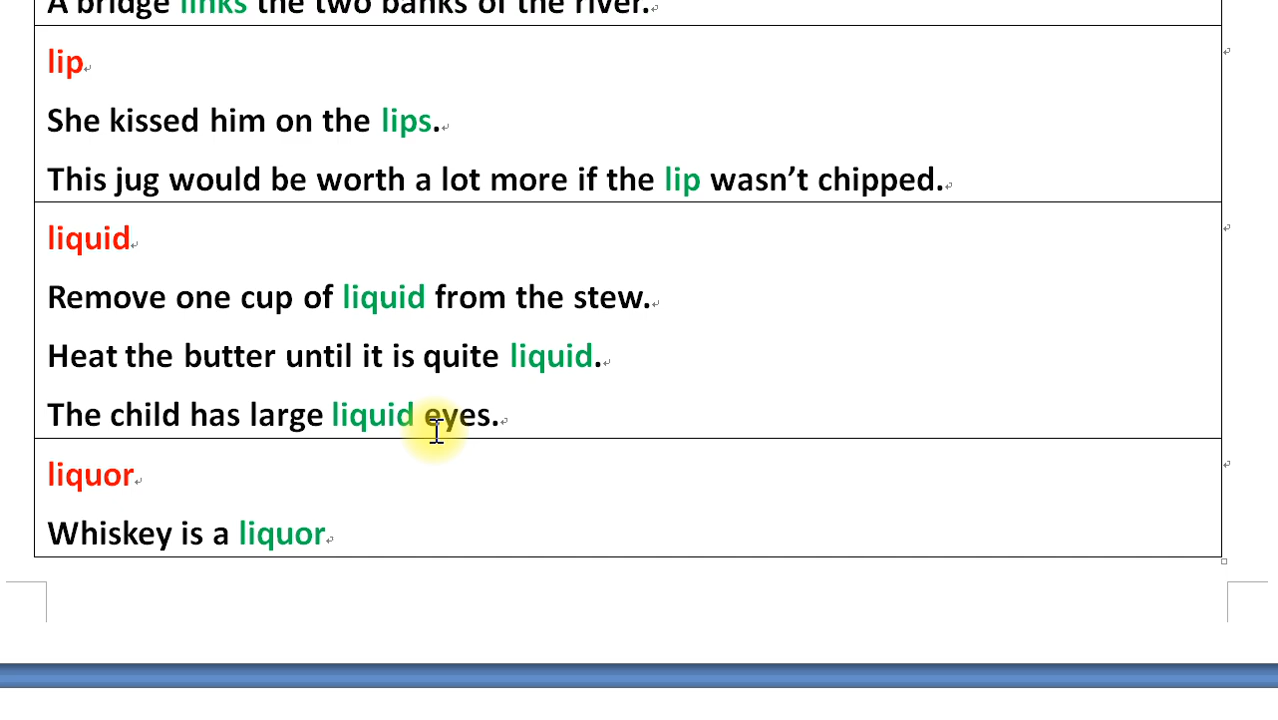 A bridge links the two banks of the river.
lip
She kissed him on the lips.
This jug would be worth a lot more if the lip wasn’t chipped.
liquid
Remove one cup of liquid from the stew.
Heat the butter until it is quite liquid.
The child has large liquid eyes.
liquor
Whiskey is a liquor